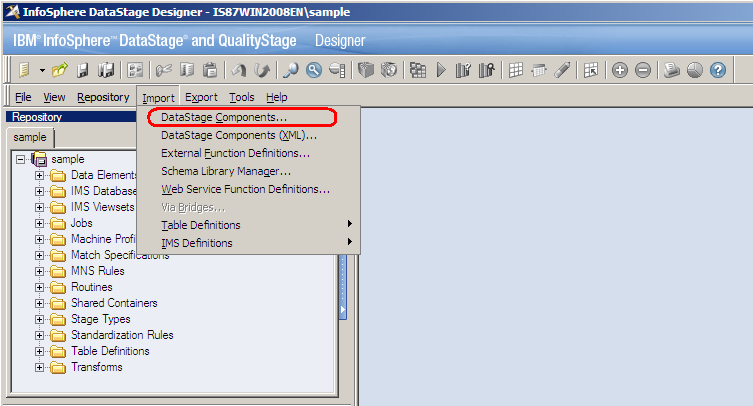 InfoSphere DataStage Designer - IS87WIN2008EN\sample
IBM® InfoSphere™ DataStage® and QualityStage Designer
File View Repository Import Export Tools Help
Repository
sample
sample
Data Element
IMS Database
IMS Viewsets
Jobs
Machine Profi
Match Specifications
MNS Rules
Routines
Shared Containers
Stage Types
Standardization Rules
Table Definitions
Transforms
DataStage Components...
DataStage Components (XML)...
External Function Definitions...
Schema Library Manager...
Web Service Function Definitions...
Via Bridges...
Table Definitions
IMS Definitions